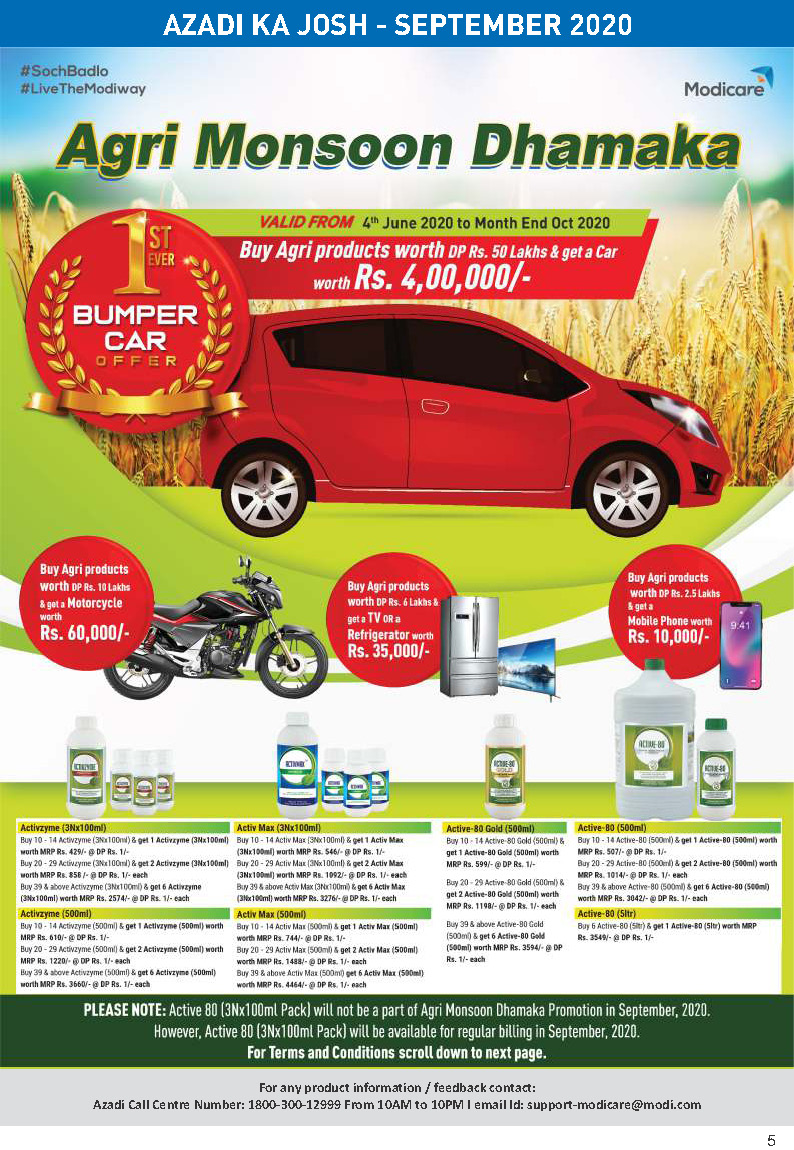 AZADI KA JOSH - SEPTEMBER 2020
#SochBadlo
#LiveTheModiway
Modicare
Agri Monsoon Dhamaka
VALID FROM 4th June 2020 to Month End Oct 2020
Buy Agri products worth DP Rs. 50 Lakhs & get a Car
worth Rs. 4,00,000/-
1ST
EVER
BUMPER
CAR
OFFER
Buy Agri products
worth DP Rs. 10 Lakhs
& get a Motorcycle
worth
Rs. 60,000/-
Buy Agri products
worth DP Rs. 6 Lakhs &
get a TV OR a
Refrigerator worth
Rs. 35,000/-
Buy Agri products
worth DP Rs. 2.5 Lakhs
& get a
Mobile Phone worth
Rs. 10,000/-
9:41
ACTIVZYME
ACTIVMAX
ACTIVE-80
GOLD
ACTIVE-80
ACTIVE-80
Activzyme (3Nx100ml)
Buy 10 - 14 Activzyme (3Nx100ml) & get 1 Activzyme (3Nx100ml)
worth MRP Rs. 429/- @ DP Rs. 1/-
Buy 20 - 29 Activzyme (3Nx100ml) & get 2 Activzyme (3Nx100ml)
worth MRP Rs. 858 /- @ DP Rs. 1/- each
Buy 39 & above Activzyme (3Nx100ml) & get 6 Activzyme
(3Nx100ml) worth MRP Rs. 2574/- @ DP Rs. 1/- each
Activzyme (500ml)
Buy 10 - 14 Activzyme (500ml) & get 1 Activzyme (500ml) worth
MRP Rs. 610/- @ DP Rs. 1/-
Buy 20 - 29 Activzyme (500ml) & get 2 Activzyme (500ml) worth
MRP Rs. 1220/- @ DP Rs. 1/- each
Buy 39 & above Activzyme (500ml) & get 6 Activzyme (500ml)
worth MRP Rs. 3660/- @ DP Rs. 1/- each
Activ Max (3Nx100ml)
Buy 10 - 14 Activ Max (3Nx100ml) & get 1 Activ Max
(3Nx100ml) worth MRP Rs. 546/- @ DP Rs. 1/-
Buy 20 - 29 Activ Max (3Nx100ml) & get 2 Activ Max
(3Nx100ml) worth MRP Rs. 1092/- @ DP Rs. 1/- each
Buy 39 & above Activ Max (3Nx100ml) & get 6 Activ Max
(3Nx100ml) worth MRP Rs. 3276/- @ DP Rs. 1/- each
Activ Max (500ml)
Buy 10 - 14 Activ Max (500ml) & get 1 Activ Max (500ml)
worth MRP Rs. 744/- @ DP Rs. 1/-
Buy 20 - 29 Activ Max (500ml) & get 2 Activ Max (500ml)
worth MRP Rs. 1488/- @ DP Rs. 1/- each
Buy 39 & above Activ Max (500ml) get 6 Activ Max (500ml)
worth MRP Rs. 4464/- @ DP Rs. 1/- each
Active-80 Gold (500ml)
Buy 10 - 14 Active-80 Gold (500ml) &
get 1 Active-80 Gold (500ml) worth
MRP Rs. 599/- @ DP Rs. 1/-
Buy 20 - 29 Active-80 Gold (500ml) &
get 2 Active-80 Gold (500ml) worth
MRP Rs. 1198/- @ DP Rs. 1/- each
Buy 39 & above Active-80 Gold
(500ml) & get 6 Active-80 Gold
(500ml) worth MRP Rs. 3594/- @ DP
Rs. 1/- each
Active-80 (500ml)
Buy 10 - 14 Active-80 (500ml) & get 1 Active-80 (500ml) worth
MRP Rs. 507/- @ DP Rs. 1/-
Buy 20 - 29 Active-80 (500ml) & get 2 Active-80 (500ml) worth
MRP Rs. 1014/- @ DP Rs. 1/- each
Buy 39 & above Active-80 (500ml) & get 6 Active-80 (500ml)
worth MRP Rs. 3042/- @ DP Rs. 1/- each
Active-80 (5ltr)
Buy 6 Active-80 (5ltr) & get 1 Active-80 (5ltr) worth MRP
Rs. 3549/- @ DP Rs. 1/-
PLEASE NOTE: Active 80 (3Nx100ml Pack) will not be a part of Agri Monsoon Dhamaka Promotion in September, 2020.
However, Active 80 (3Nx100ml Pack) will be available for regular billing in September, 2020.
For Terms and Conditions scroll down to next page.
For any product information / feedback contact:
Azadi Call Centre Number: 1800-300-12999 From 10AM to 10PM I email Id: support-modicare@modi.com
5